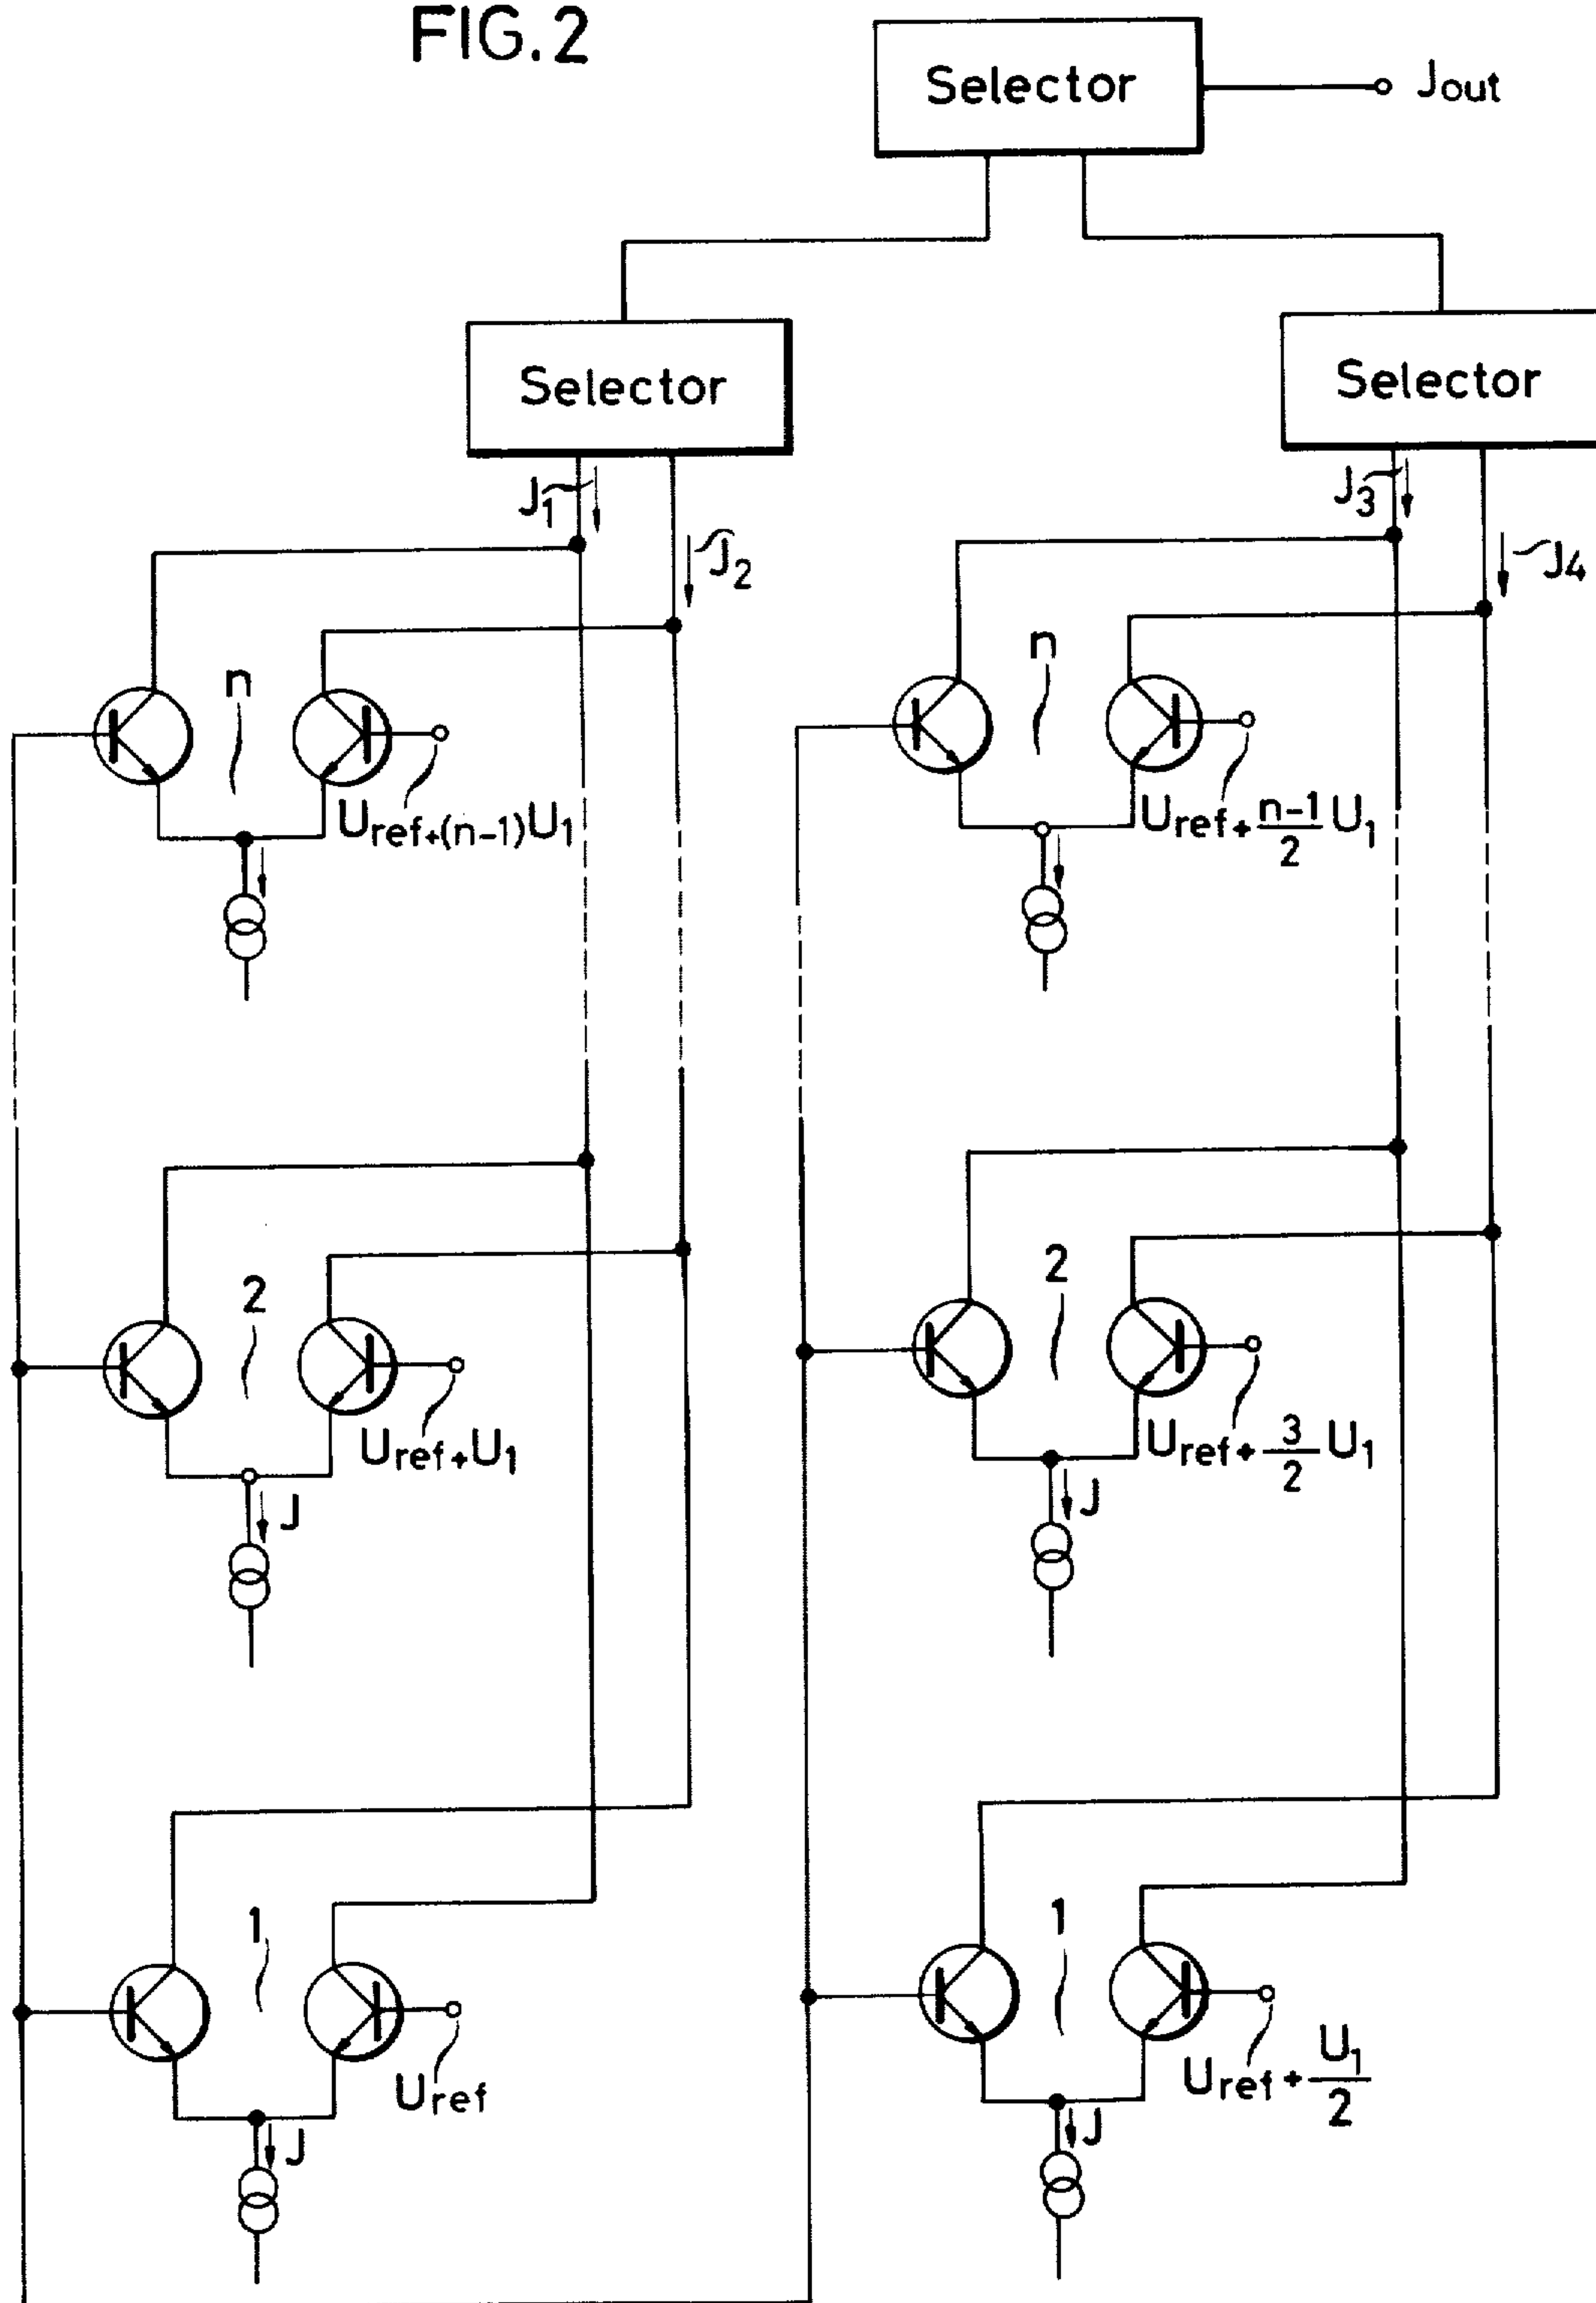 FIG.2
Selector
Jout
Selector
Selector
J1
J2
J3
J4
n
n
Uref+(n-1)U1
Uref+n-1/2 U1
2
2
Uref+U1
Uref+3/2 U1
J
J
1
1
Uref
Uref+U1/2
J
J